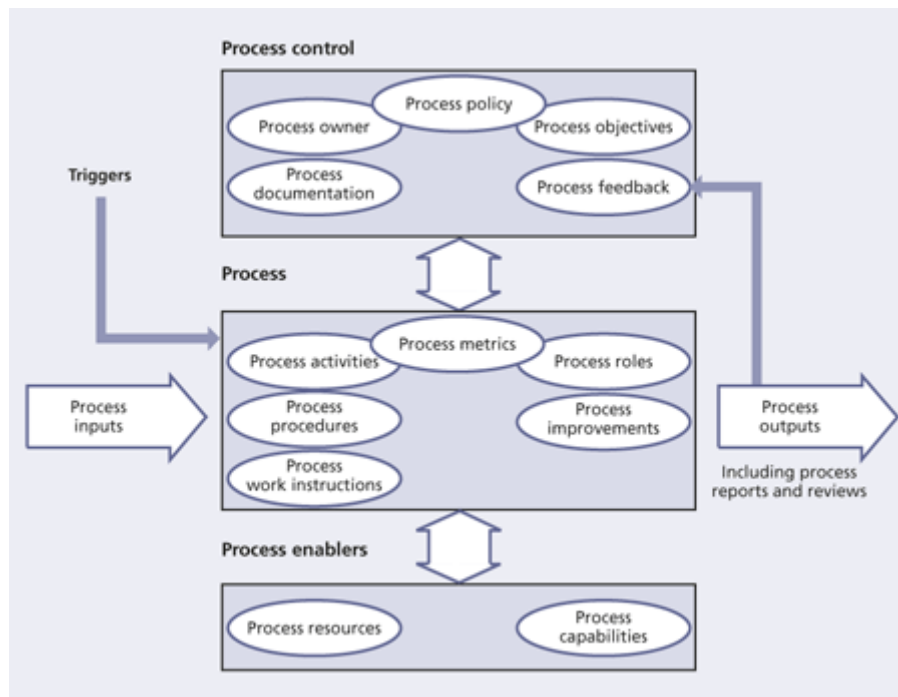 Process control
Process policy
Process owner
Process objectives
Process
documentation
Process feedback
Triggers
Process
Process metrics
Process activities
Process roles
Process
inputs
Process
procedures
Process
improvements
Process
outputs
Process
work instructions
Including process
reports and reviews
Process enablers
Process resources
Process
capabilities